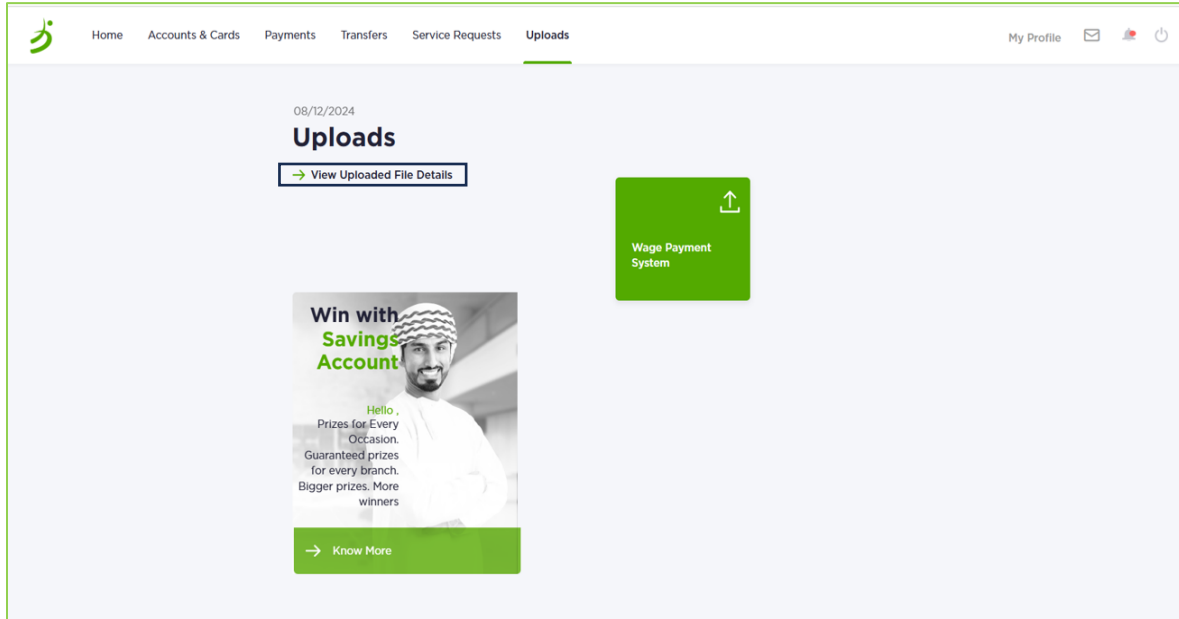 Home Accounts & Cards Payments Transfers Service Requests Uploads My Profile
08/12/2024
Uploads
View Uploaded File Details
Wage Payment
System
Win with
Savings
Account
Hello ,
Prizes for Every
Occasion.
Guaranteed prizes
for every branch.
Bigger prizes. More
winners
Know More